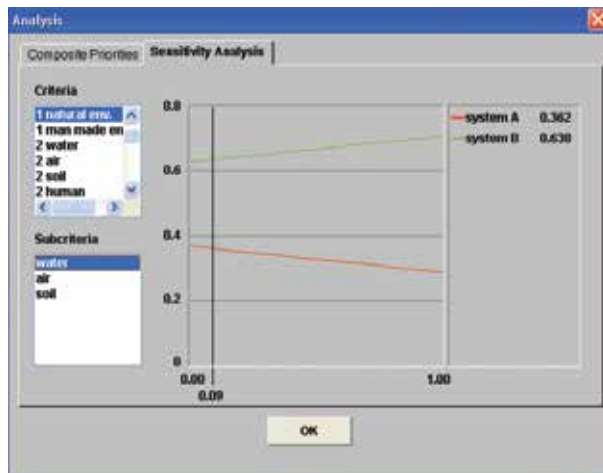 Analysis
Composite Priorities Sensitivity Analysis
Criteria
1 natural env.
1 man made en
2 water
2 air
2 soil
2 human
Subcriteria
water
air
soil
0.8
0.6
0.4
0.2
0
0.00 1.00
0.09
system A 0.362
system B 0.638
OK